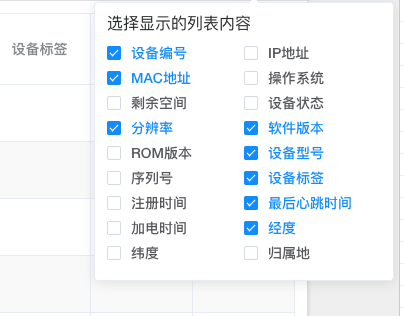 选择显示的列表内容
设备标签
设备编号 IP地址
MAC地址 操作系统
剩余空间 设备状态
分辨率 软件版本
ROM版本 设备型号
序列号 设备标签
注册时间 最后心跳时间
加电时间 经度
纬度 归属地